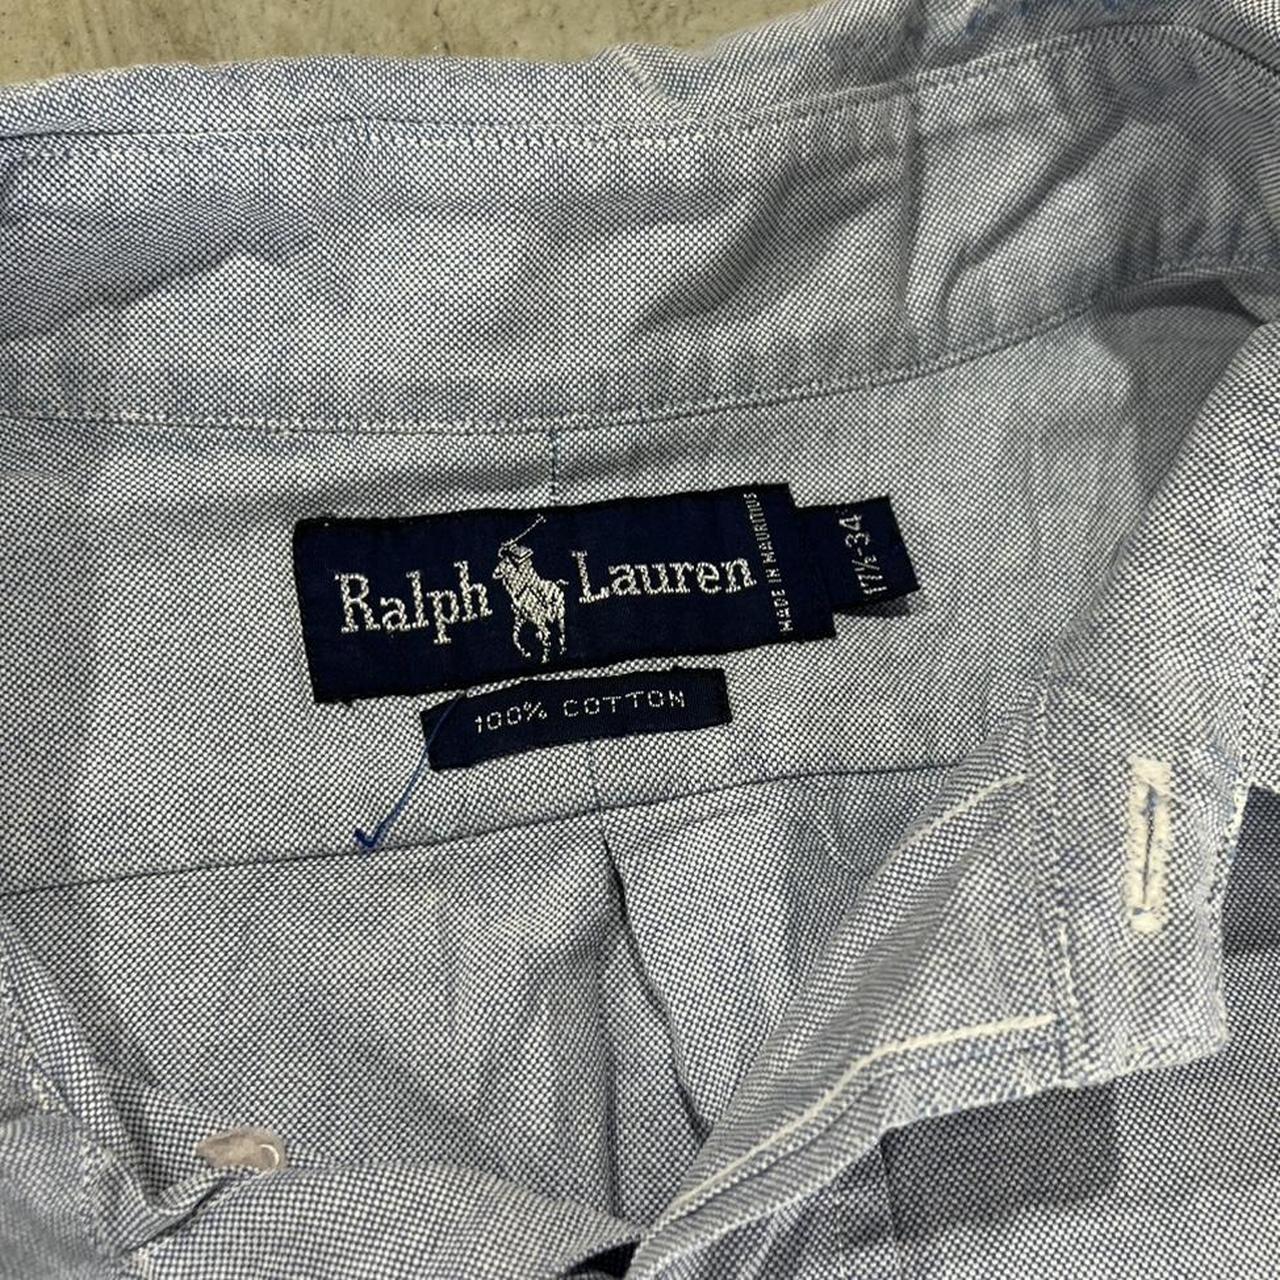 Ralph Lauren
MADE IN MAURITIUS
17½-34
100% COTTON